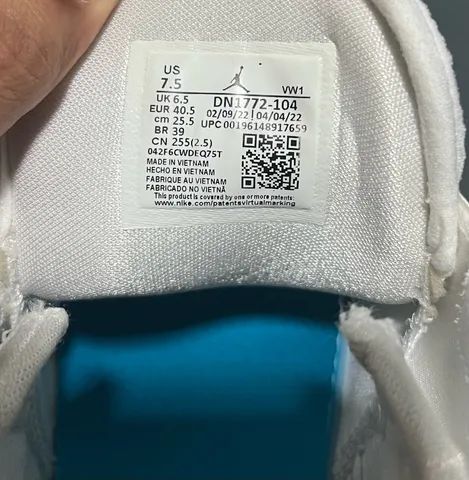 US
7.5 VW1
UK 6.5 DN1772-104
EUR 40.5 02/09/22 04/04/22
cm 25.5 UPC 00196148917659
BR 39
CN 255(2.5)
042F6CWDEQ75T
MADE IN VIETNAM
HECHO EN VIETNAM
FABRIQUE AU VIETNAM
FABRICADO NO VIETNÃ
This product is covered by one or more patents:
www.nike.com/patentsvirtualmarking